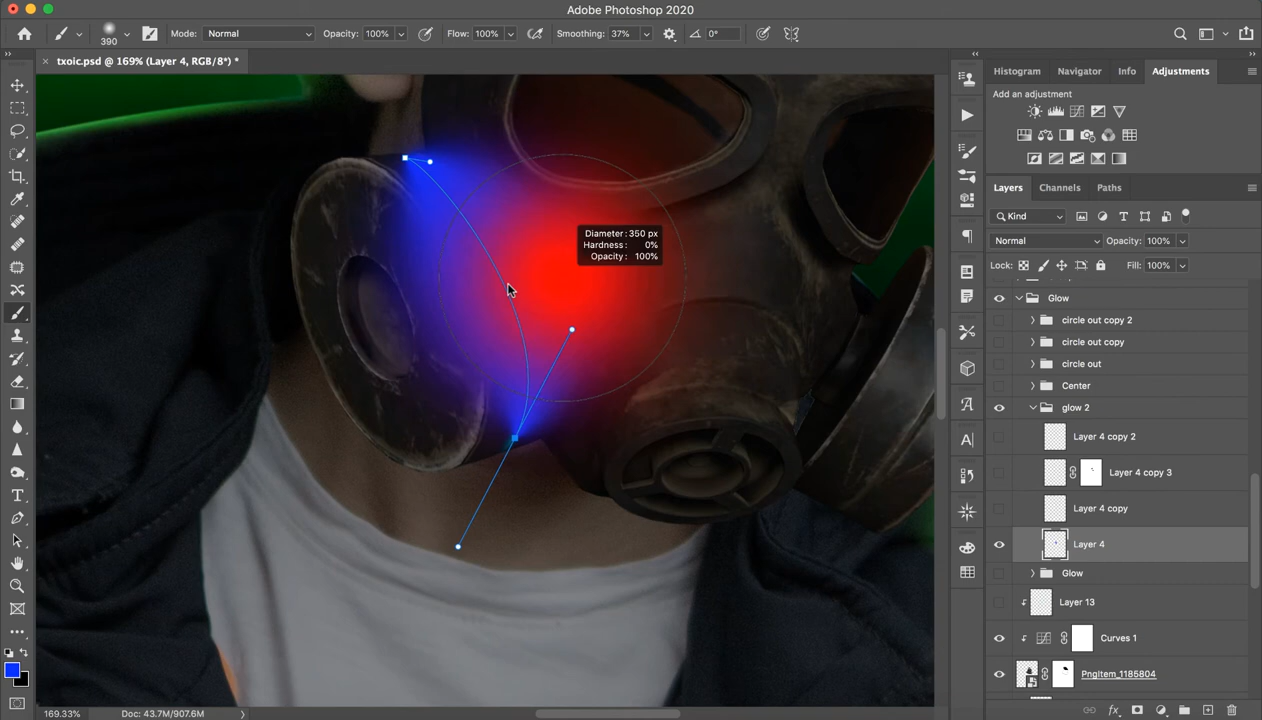 Adobe Photoshop 2020
390
Mode: Normal
Opacity: 100%
Flow: 100%
Smoothing: 37%
0°
txoic.psd @ 169% (Layer 4, RGB/8*) *
Histogram
Navigator
Info
Adjustments
Add an adjustment
Layers
Channels
Paths
Kind
Normal
Opacity: 100%
Lock:
Fill: 100%
Glow
circle out copy 2
circle out copy
circle out
Center
glow 2
Layer 4 copy 2
Layer 4 copy 3
Layer 4 copy
Layer 4
Glow
Layer 13
Curves 1
PngItem_1185804
Diameter: 350 px
Hardness: 0%
Opacity: 100%
169.33%
Doc: 43.7M/907.6M